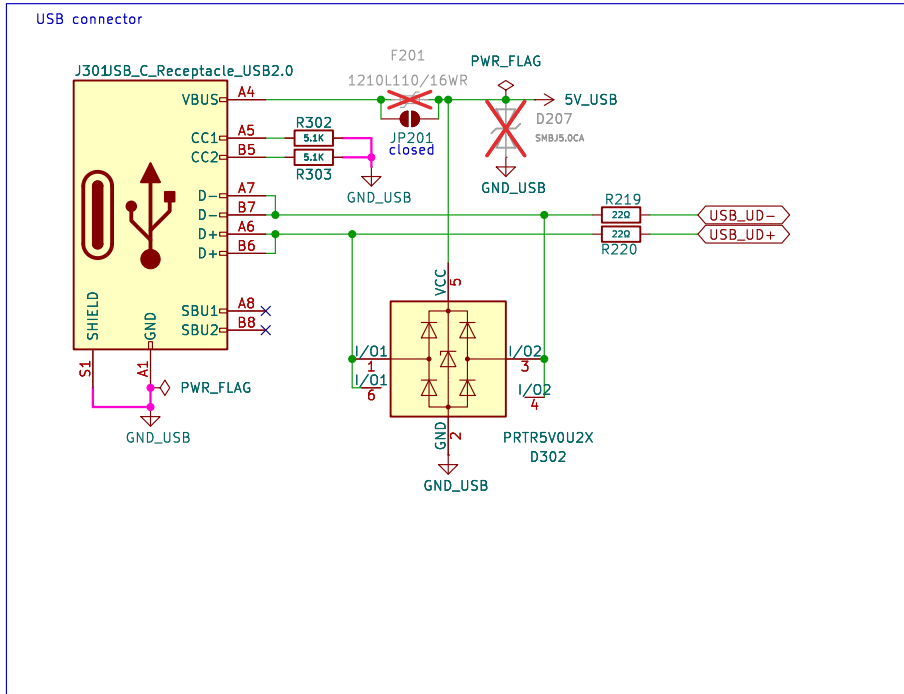 USB connector
F201
PWR_FLAG
J301USB_C_Receptacle_USB2.0
1210L110/16WR
VBUS
A4
5V_USB
D207
R302
CC1
A5
5.1K
JP201
SMBJ5.0CA
closed
CC2
B5
5.1K
R303
GND_USB
GND_USB
D-
A7
R219
D-
B7
22Ω
USB_UD-
D+
A6
22Ω
USB_UD+
D+
B6
R220
VCC
5
SBU1
A8
SBU2
B8
SHIELD
GND
I/O1
1
I/O2
3
S1
A1
I/O1
6
I/O2
4
PWR_FLAG
GND
2
GND_USB
PRTR5V0U2X
D302
GND_USB